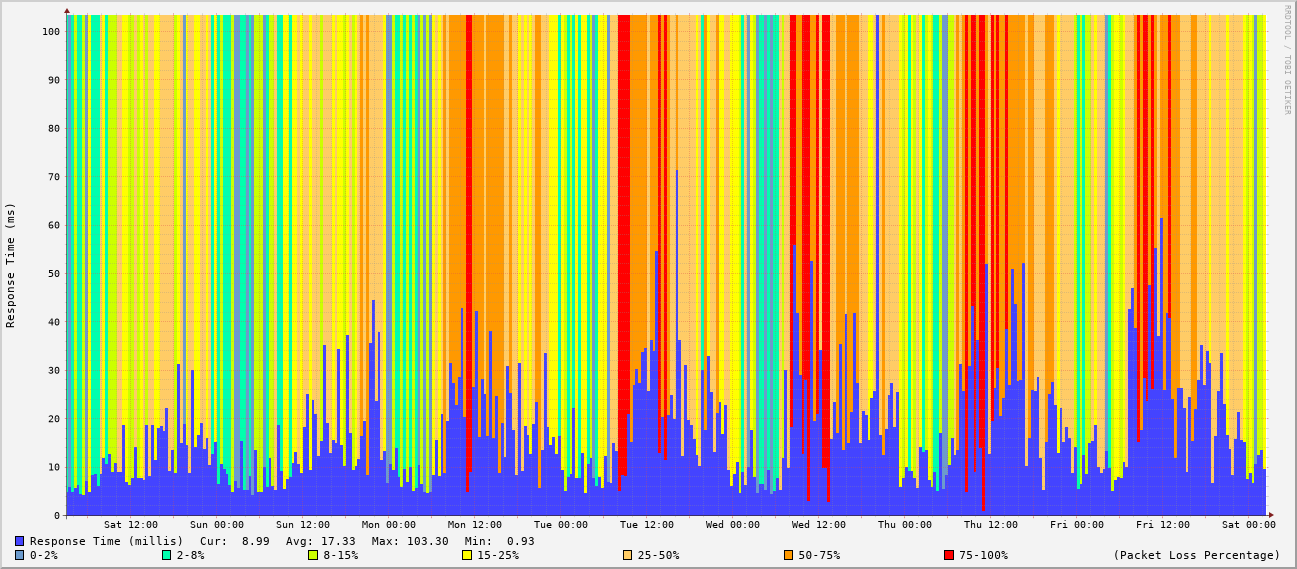 RRDTOOL / TOBI OETIKER
Response Time (ms)
100
90
80
70
60
50
40
30
20
10
0
Sat 12:00 Sun 00:00 Sun 12:00 Mon 00:00 Mon 12:00 Tue 00:00 Tue 12:00 Wed 00:00 Wed 12:00 Thu 00:00 Thu 12:00 Fri 00:00 Fri 12:00 Sat 00:00
Response Time (millis) Cur: 8.99 Avg: 17.33 Max: 103.30 Min: 0.93
0-2% 2-8% 8-15% 15-25% 25-50% 50-75% 75-100% (Packet Loss Percentage)